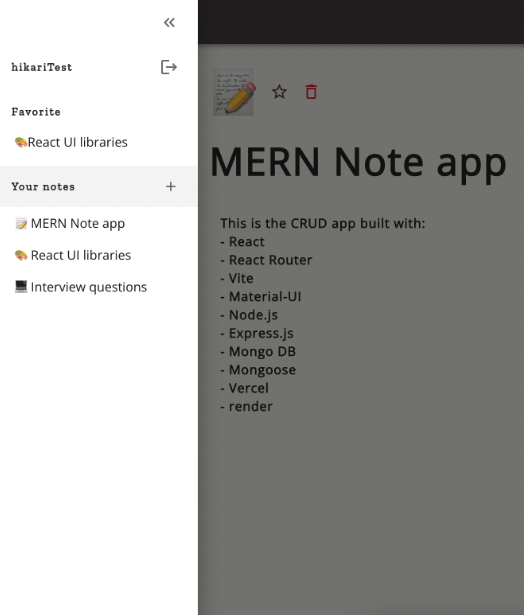 hikariTest
Favorite
🎨React UI libraries
Your notes
📝 MERN Note app
🎨 React UI libraries
💻 Interview questions
MERN Note app
This is the CRUD app built with:
- React
- React Router
- Vite
- Material-UI
- Node.js
- Express.js
- Mongo DB
- Mongoose
- Vercel
- render